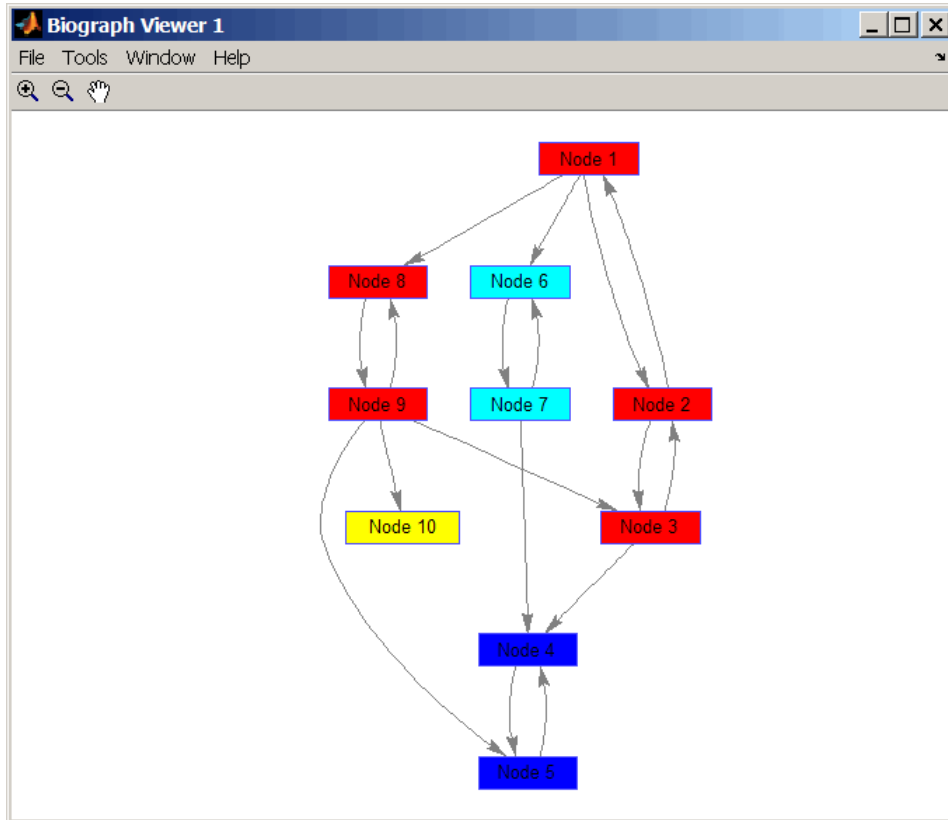 Biograph Viewer 1
File Tools Window Help
Node 1
Node 8 Node 6
Node 9 Node 7 Node 2
Node 10 Node 3
Node 4
Node 5